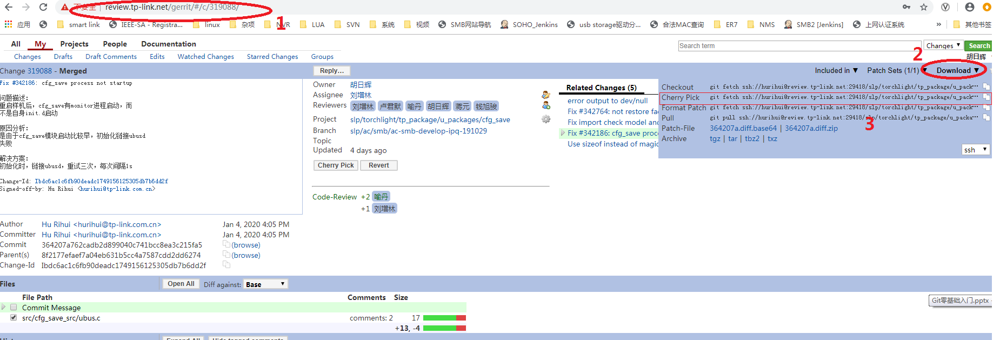 不安全 | review.tp-link.net/gerrit/#/c/319088/
1
应用 smart link IEEE-SA - Registra... linux 杂项 NVR LUA SVN 系统 视频 SMB网站导航 SOHO_Jenkins usb storage驱动分... 合法MAC查询 ER7 NMS SMB2 [Jenkins] 上网认证系统 » 其他书签
All My Projects People Documentation
Search term Changes ▼ Search
Changes Drafts Draft Comments Edits Watched Changes Starred Changes Groups
2 胡日辉
Change 319088 - Merged Reply... Included in ▼ Patch Sets (1/1) ▼ Download ▼
Fix #342186: cfg_save process not startup
问题描述:
重启样机后, cfg_save有monitor进程启动, 而
不是自身init.d启动
原因分析:
是由于cfg_save模块启动比较早, 初始化链接ubusd
失败
解决方案:
初始化时, 链接ubusd, 重试三次, 每次间隔1s
Change-Id: Ibdc6ac1c6fb90deadc1749156125305db7b6dd2f
Signed-off-by: Hu Rihui <hurihui@tp-link.com.cn>
Owner 胡日辉
Assignee 刘增林
Reviewers 刘增林 卢君默 喻丹 胡日辉 蒋元 钱旭骏
Project slp/torchlight/tp_package/u_packages/cfg_save
Branch slp/ac/smb/ac-smb-develop-ipq-191029
Topic
Updated 4 days ago
Cherry Pick Revert
Code-Review +2 喻丹
+1 刘增林
Related Changes (5)
error output to dev/null
Fix #342764: not restore fa
Fix import check model and
Fix #342186: cfg_save proc
Use sizeof instead of magic
Checkout git fetch ssh://hurihui@review.tp-link.net:29418/slp/torchlight/tp_package/u_pack...
Cherry Pick git fetch ssh://hurihui@review.tp-link.net:29418/slp/torchlight/tp_package/u_pack...
Format Patch git fetch ssh://hurihui@review.tp-link.net:29418/slp/torchlight/tp_package/u_pack...
Pull git pull ssh://hurihui@review.tp-link.net:29418/slp/torchlight/tp_package/u_packa...
3
Patch-File 364207a.diff.base64 | 364207a.diff.zip
Archive tgz | tar | tbz2 | txz
ssh ▼
Author Hu Rihui <hurihui@tp-link.com.cn> Jan 4, 2020 4:05 PM
Committer Hu Rihui <hurihui@tp-link.com.cn> Jan 4, 2020 4:05 PM
Commit 364207a762cadb2d899040c741bcc8ea3c215fa5 (browse)
Parent(s) 8f2177efaef7a04eb631b5cc4a7587cdd2dd6274 (browse)
Change-Id Ibdc6ac1c6fb90deadc1749156125305db7b6dd2f
Files Open All Diff against: Base ▼
File Path Comments Size
Commit Message
src/cfg_save_src/ubus.c comments: 2 17
+13, -4
Git零基础入门.pptx
Expand All Hide tagged comments